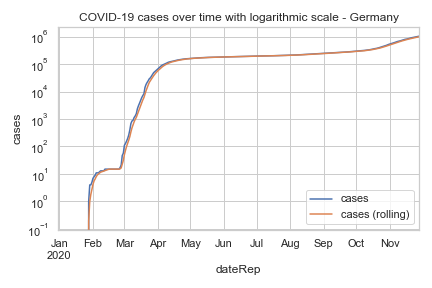 COVID-19 cases over time with logarithmic scale - Germany
10⁶
10⁵
10⁴
10³
10²
10¹
10⁰
10⁻¹
cases
cases
cases (rolling)
Jan Feb Mar Apr May Jun Jul Aug Sep Oct Nov
2020
dateRep